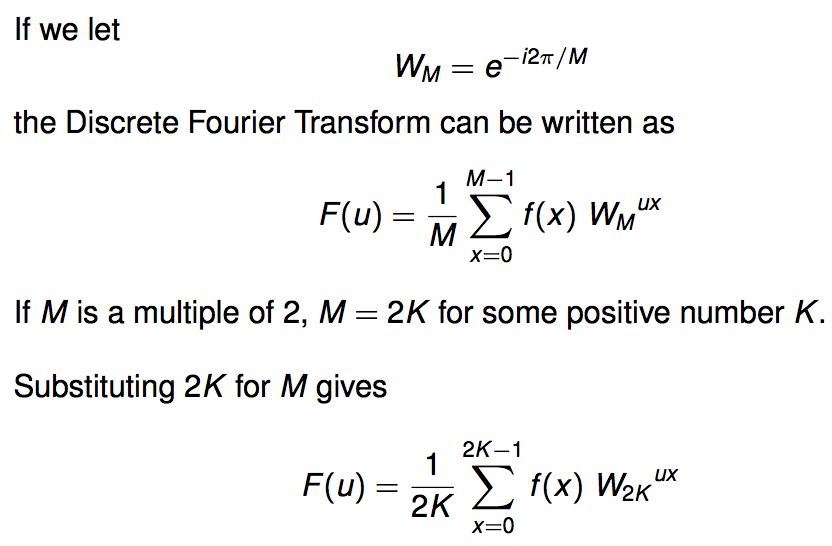 If we let
W_M = e^{−i2π/M}
the Discrete Fourier Transform can be written as
F(u) = \frac{1}{M} \sum_{x=0}^{M−1} f(x) W_M^{ux}
If M is a multiple of 2, M = 2K for some positive number K.
Substituting 2K for M gives
F(u) = \frac{1}{2K} \sum_{x=0}^{2K−1} f(x) W_{2K}^{ux}